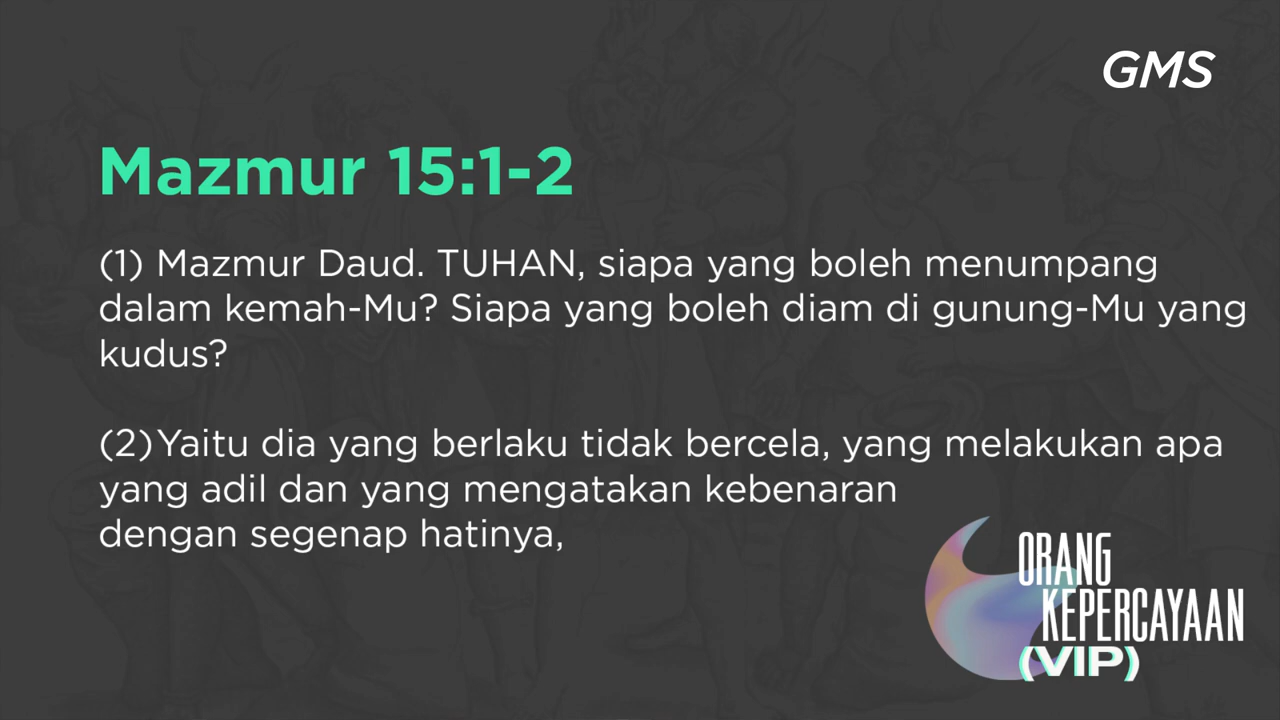 GMS
Mazmur 15:1-2
(1) Mazmur Daud. TUHAN, siapa yang boleh menumpang
dalam kemah-Mu? Siapa yang boleh diam di gunung-Mu yang
kudus?
(2)Yaitu dia yang berlaku tidak bercela, yang melakukan apa
yang adil dan yang mengatakan kebenaran
dengan segenap hatinya,
ORANG
KEPERCAYAAN
(VIP)